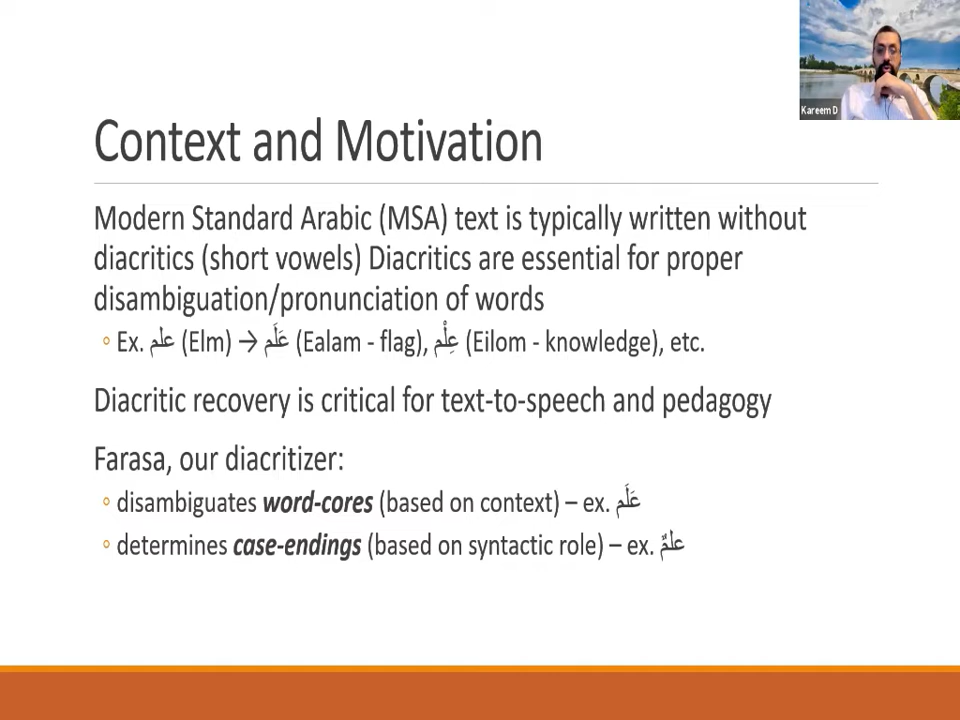 Kareem D
Context and Motivation
Modern Standard Arabic (MSA) text is typically written without
diacritics (short vowels) Diacritics are essential for proper
disambiguation/pronunciation of words
◦ Ex. علم (Elm) → عَلَم (Ealam - flag), عِلْم (Eilom - knowledge), etc.
Diacritic recovery is critical for text-to-speech and pedagogy
Farasa, our diacritizer:
◦ disambiguates word-cores (based on context) – ex. عَلَم
◦ determines case-endings (based on syntactic role) – ex. علمٌ